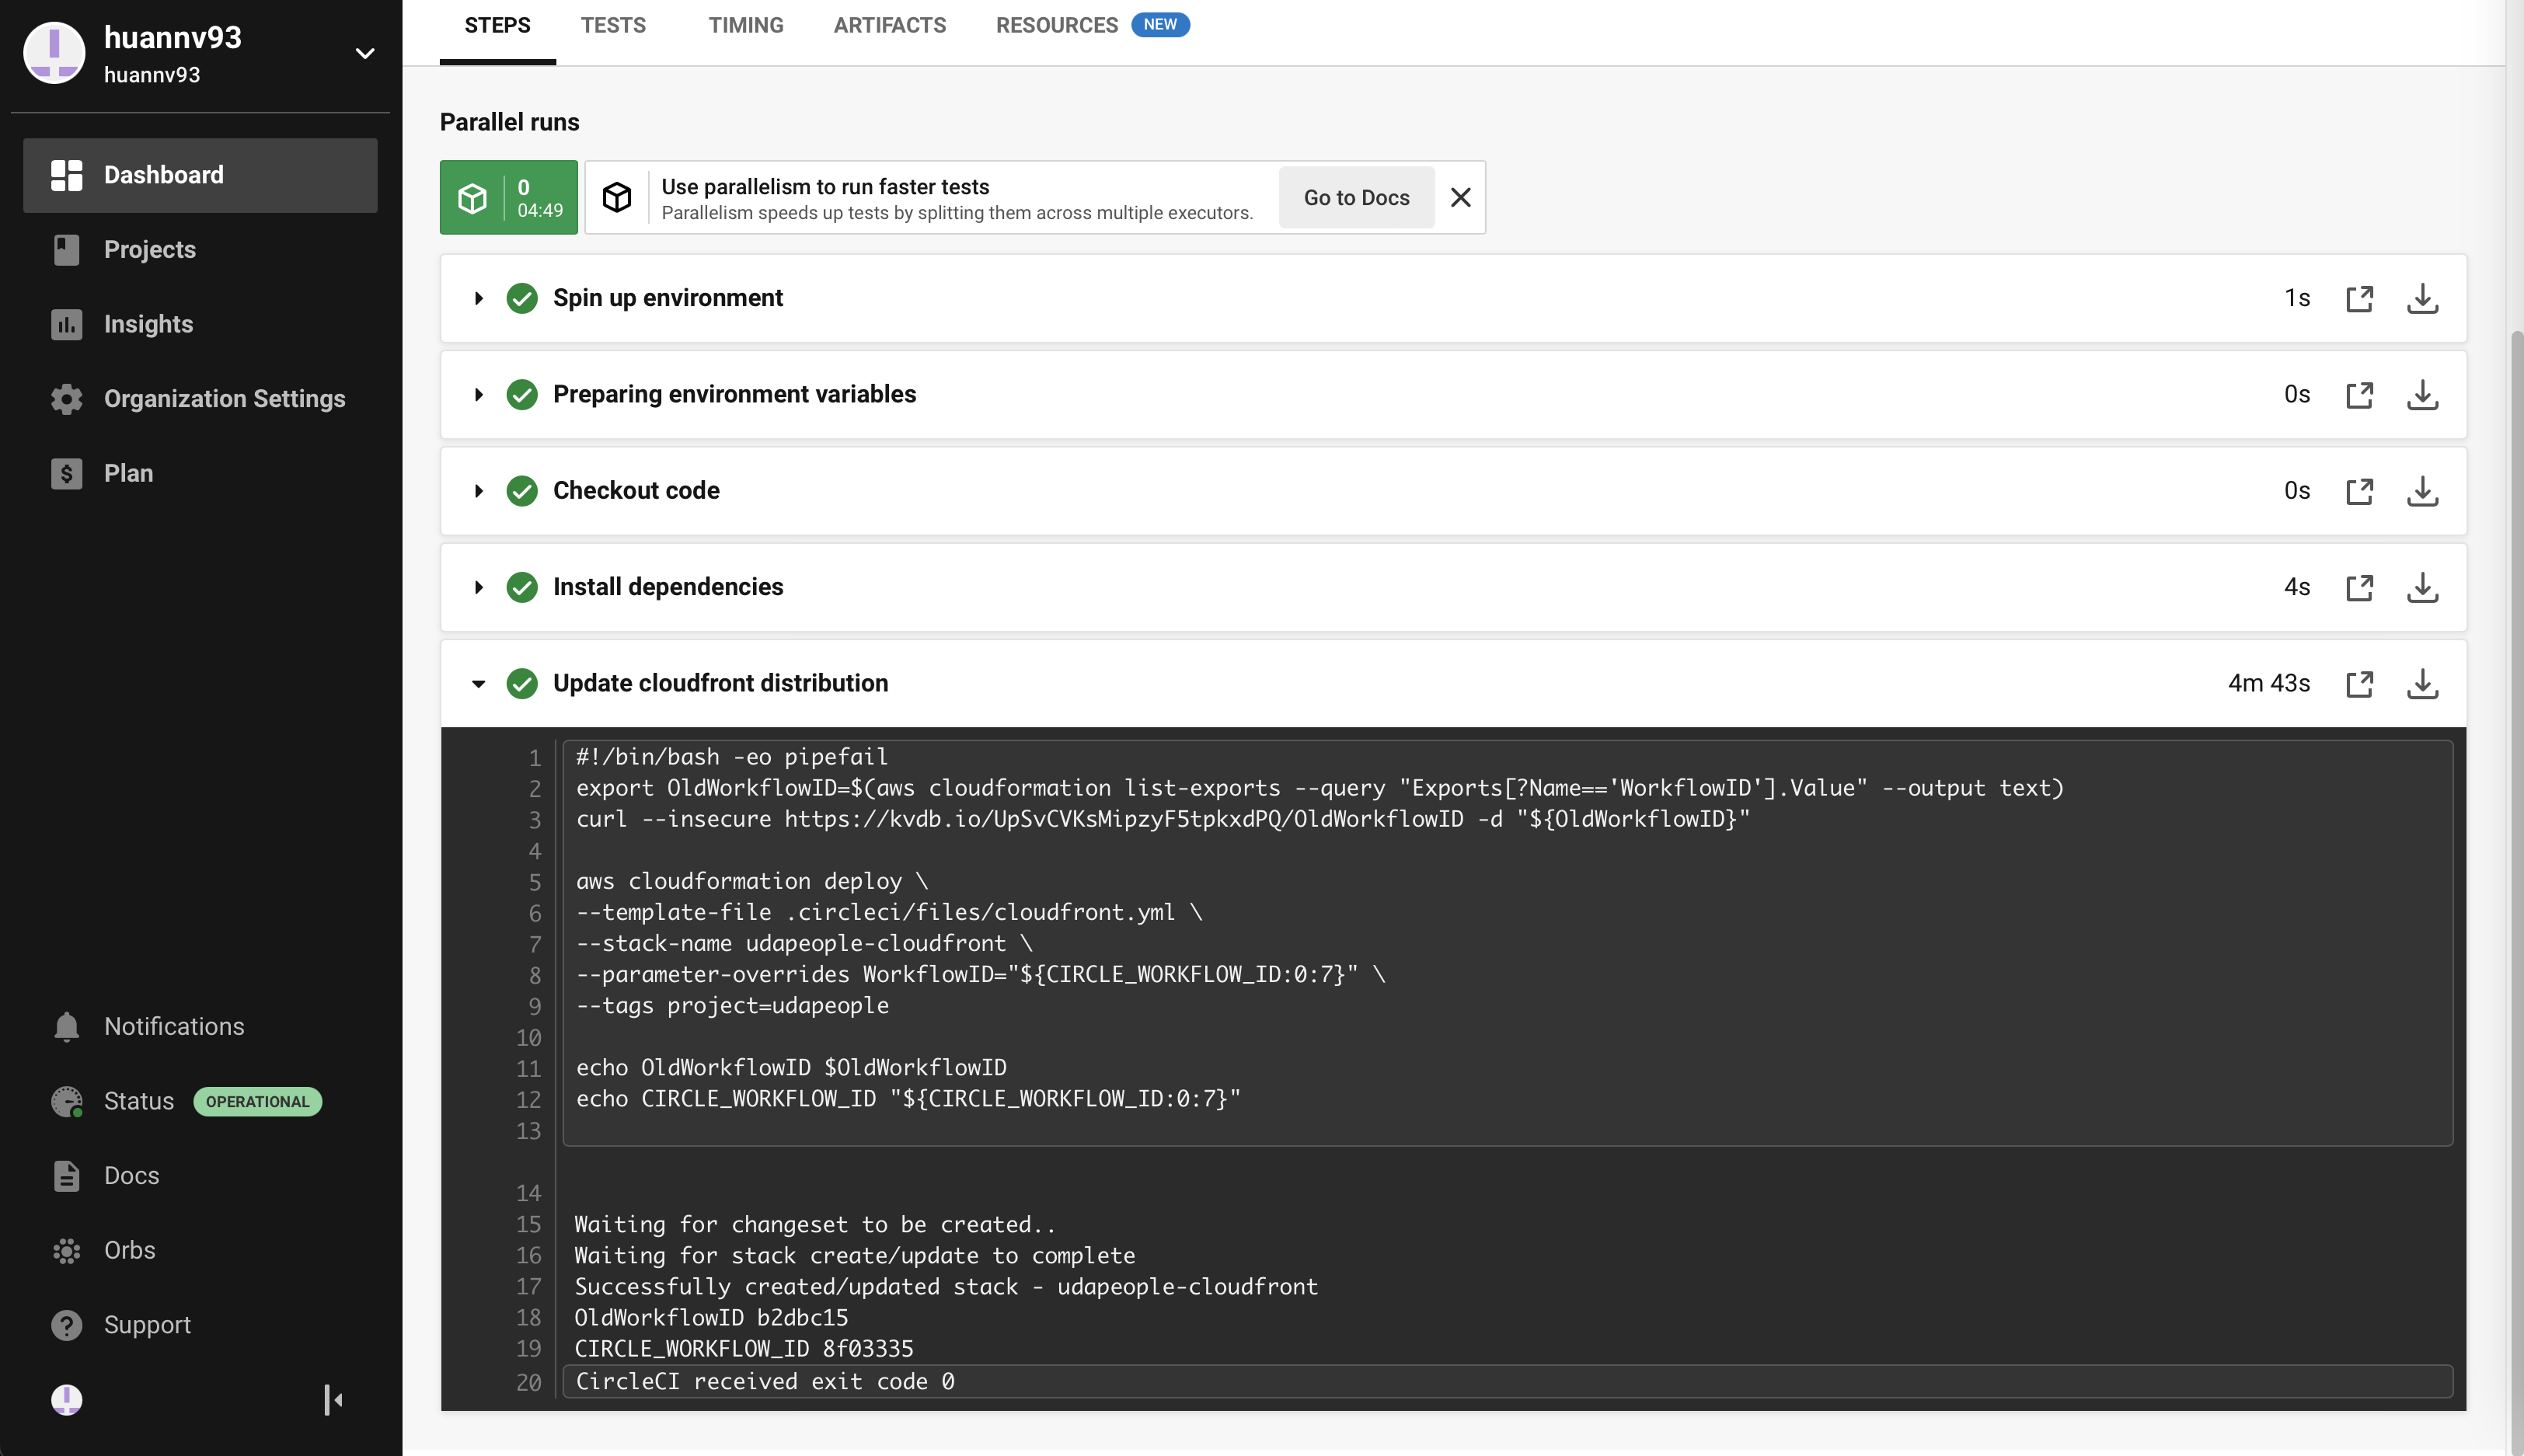 huannv93
huannv93
Dashboard
Projects
Insights
Organization Settings
$ Plan
Notifications
Status OPERATIONAL
Docs
Orbs
? Support
STEPS TESTS TIMING ARTIFACTS RESOURCES NEW
Parallel runs
0
04:49
Use parallelism to run faster tests
Parallelism speeds up tests by splitting them across multiple executors.
Go to Docs
Spin up environment 1s
Preparing environment variables 0s
Checkout code 0s
Install dependencies 4s
Update cloudfront distribution 4m 43s
1 #!/bin/bash -eo pipefail
2 export OldWorkflowID=$(aws cloudformation list-exports --query "Exports[?Name=='WorkflowID'].Value" --output text)
3 curl --insecure https://kvdb.io/UpSvCVKsMipzyF5tpkxdPQ/OldWorkflowID -d "${OldWorkflowID}"
4
5 aws cloudformation deploy \
6 --template-file .circleci/files/cloudfront.yml \
7 --stack-name udapeople-cloudfront \
8 --parameter-overrides WorkflowID="${CIRCLE_WORKFLOW_ID:0:7}" \
9 --tags project=udapeople
10
11 echo OldWorkflowID $OldWorkflowID
12 echo CIRCLE_WORKFLOW_ID "${CIRCLE_WORKFLOW_ID:0:7}"
13
14
15 Waiting for changeset to be created..
16 Waiting for stack create/update to complete
17 Successfully created/updated stack - udapeople-cloudfront
18 OldWorkflowID b2dbc15
19 CIRCLE_WORKFLOW_ID 8f03335
20 CircleCI received exit code 0